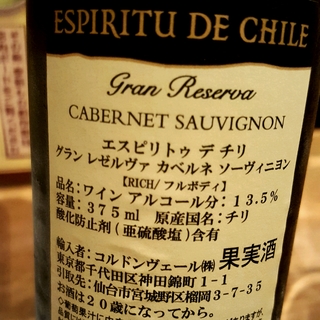 ESPIRITU DE CHILE
Gran Reserva
CABERNET SAUVIGNON
エスピリトゥ デ チリ
グラン レゼルヴァ カベルネ ソーヴィニヨン
【RICH/フルボディ】
品名：ワイン アルコール分：13.5%
容量：375ml 原産国名：チリ
酸化防止剤(亜硫酸塩)含有
輸入者：コルドンヴェール㈱ 果実酒
東京都千代田区神田錦町1-1
引取先：仙台市宮城野区榴岡3-7-35
お酒は20歳になってから。